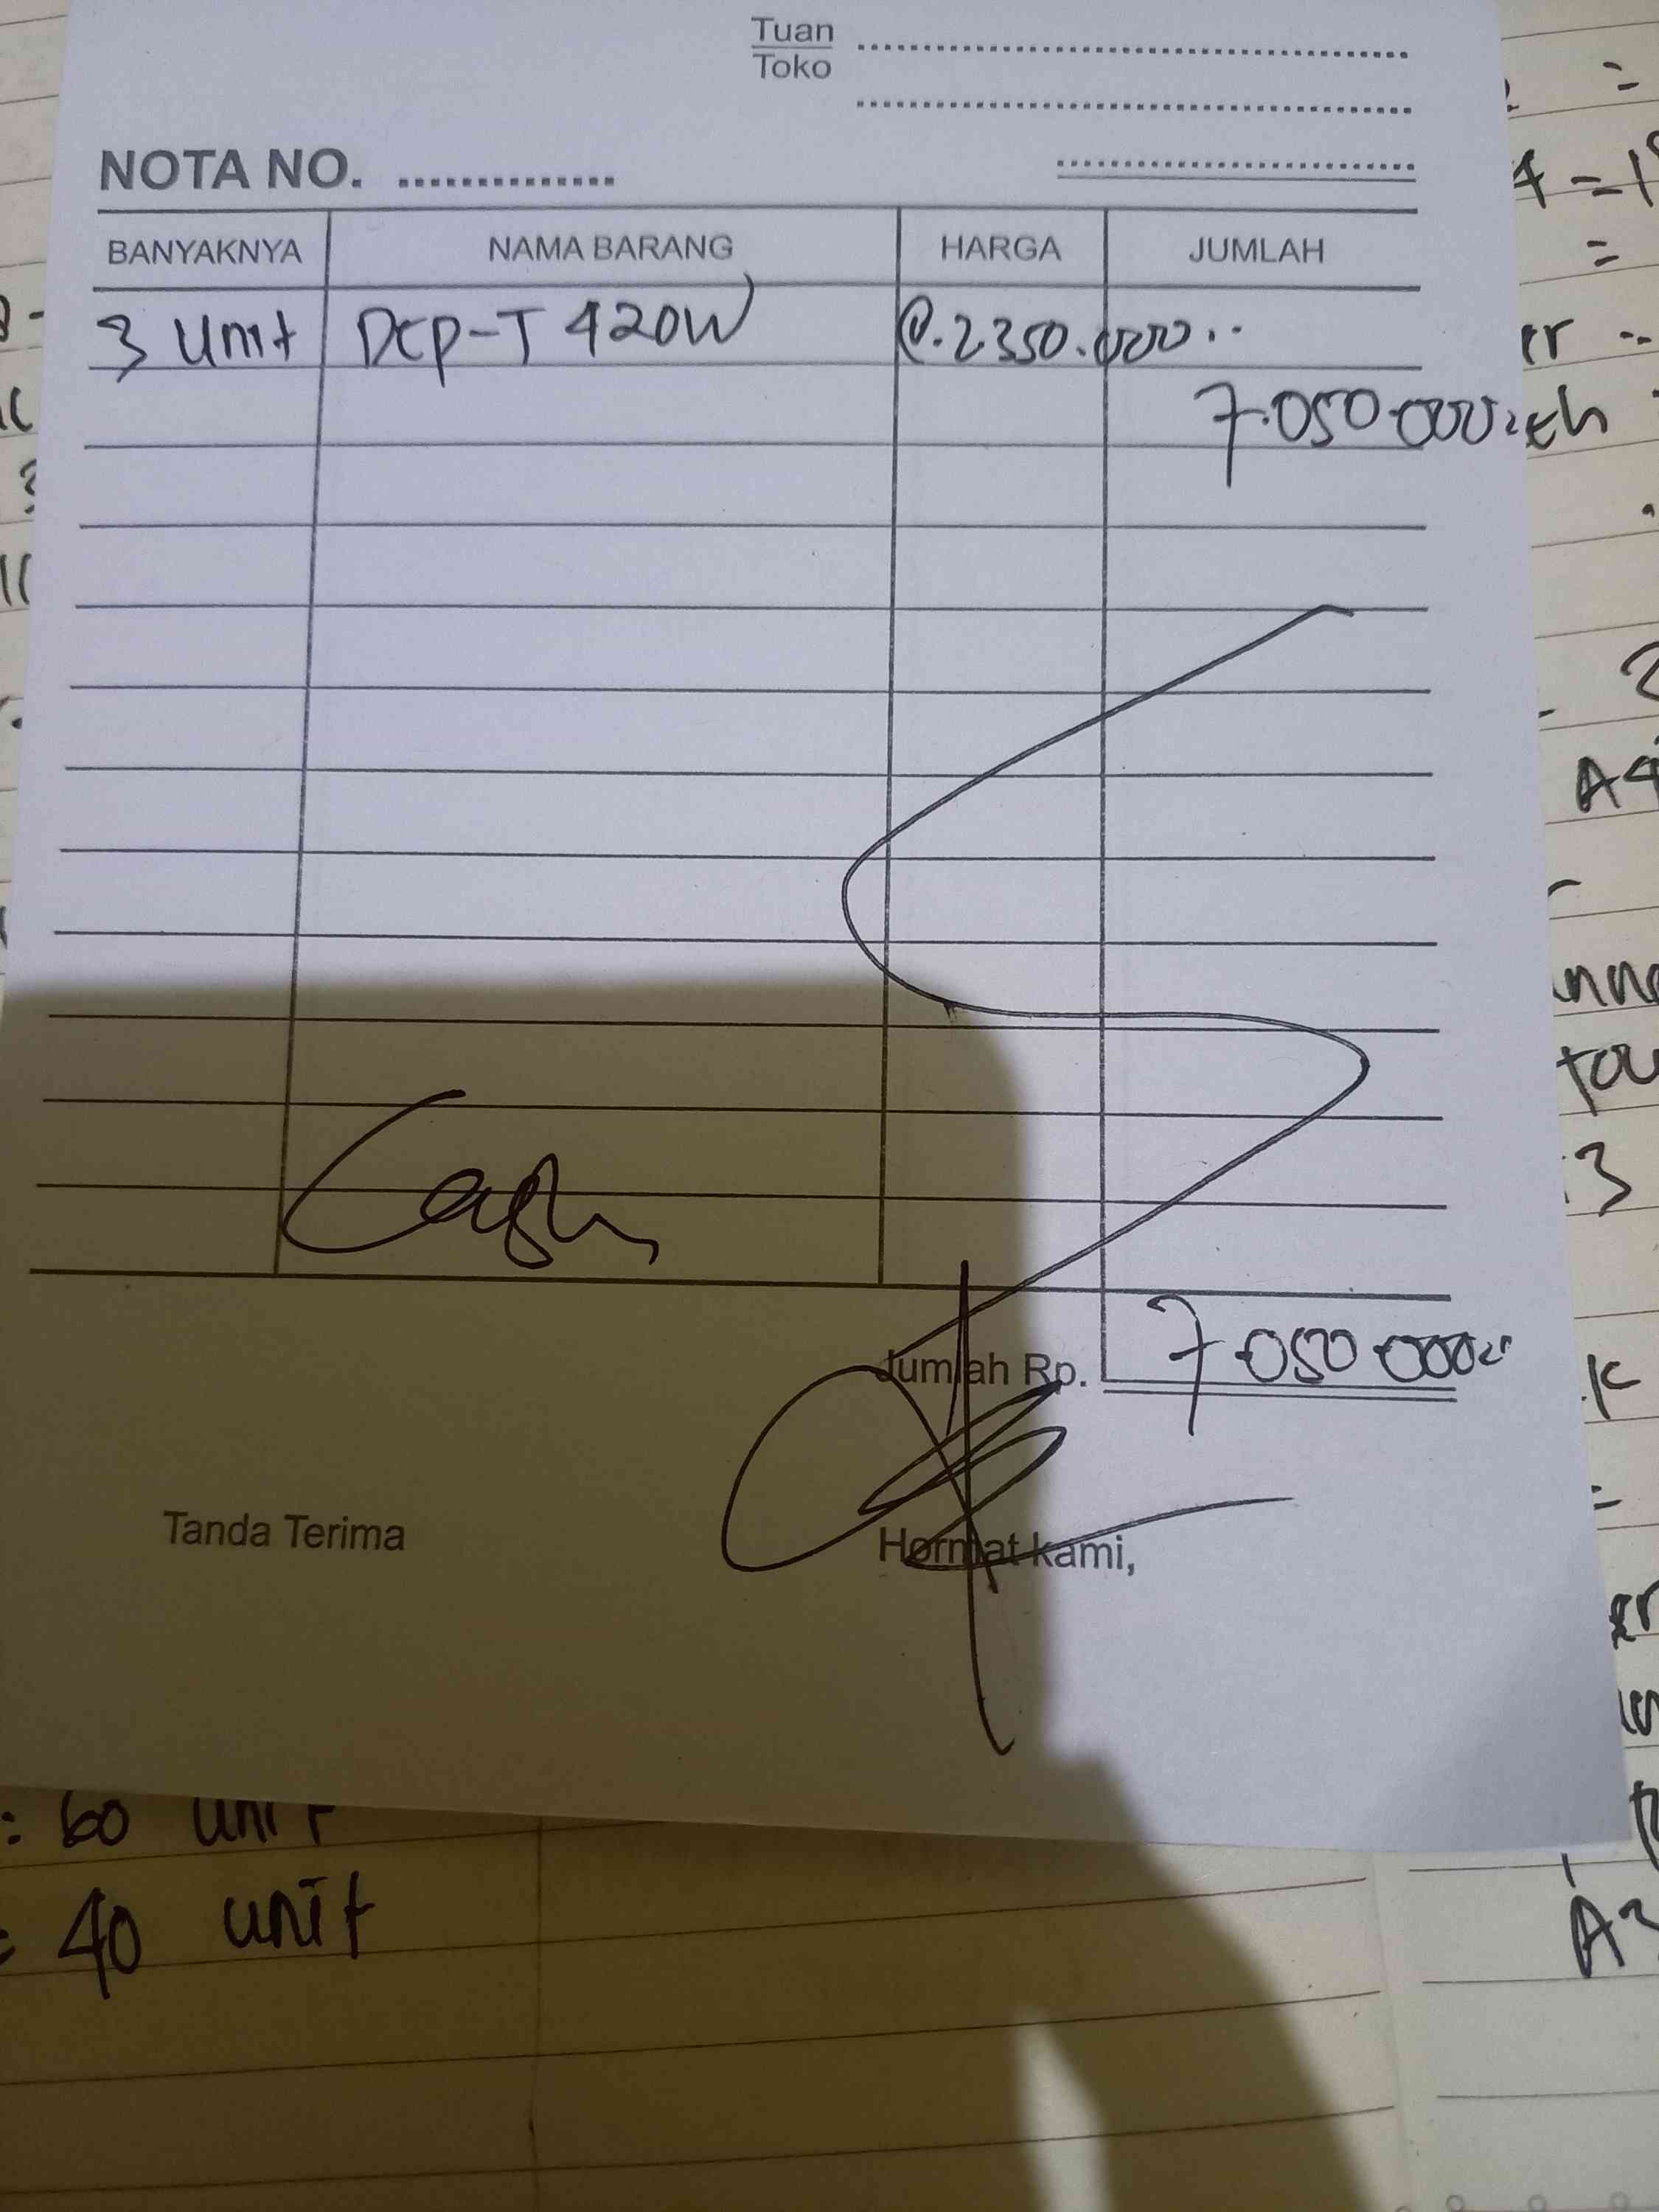 Tuan
Toko
NOTA NO.
BANYAKNYA NAMA BARANG HARGA JUMLAH
3 Unit DCP-T 420W @.2350.000..
7.050.000
Cash
Jumlah Rp. 7.050.000
Tanda Terima
Hormat kami,
60 unit
= 40 unit